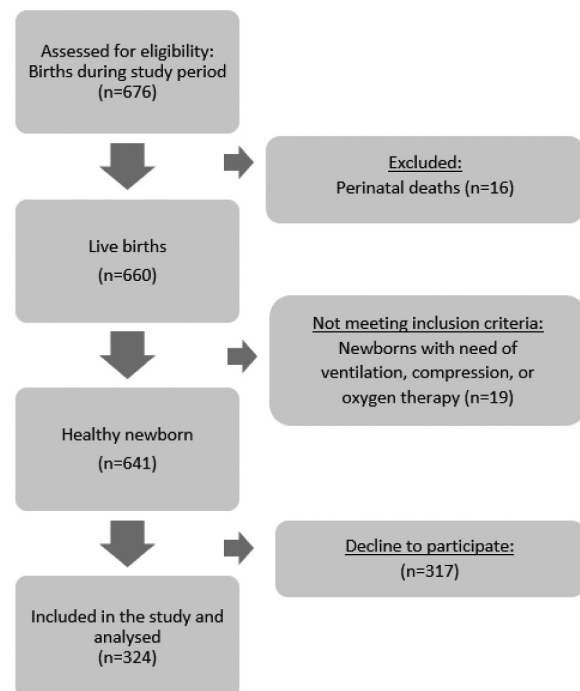 Assessed for eligibility:
Births during study period
(n=676)
Excluded:
Perinatal deaths (n=16)
Live births
(n=660)
Not meeting inclusion criteria:
Newborns with need of
ventilation, compression, or
oxygen therapy (n=19)
Healthy newborn
(n=641)
Decline to participate:
(n=317)
Included in the study and
analysed
(n=324)